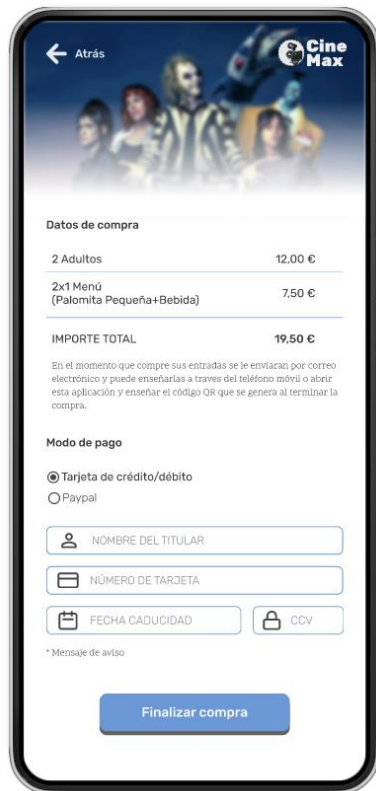 Atrás
Cine
Max
Datos de compra
2 Adultos 12,00 €
2x1 Menú
(Palomita Pequeña+Bebida) 7,50 €
IMPORTE TOTAL 19,50 €
En el momento que compre sus entradas se le enviaran por correo
electrónico y puede enseñarlas a traves del teléfono móvil o abrir
esta aplicación y enseñar el código QR que se genera al terminar la
compra.
Modo de pago
Tarjeta de crédito/débito
Paypal
NOMBRE DEL TITULAR
NÚMERO DE TARJETA
FECHA CADUCIDAD CCV
* Mensaje de aviso
Finalizar compra